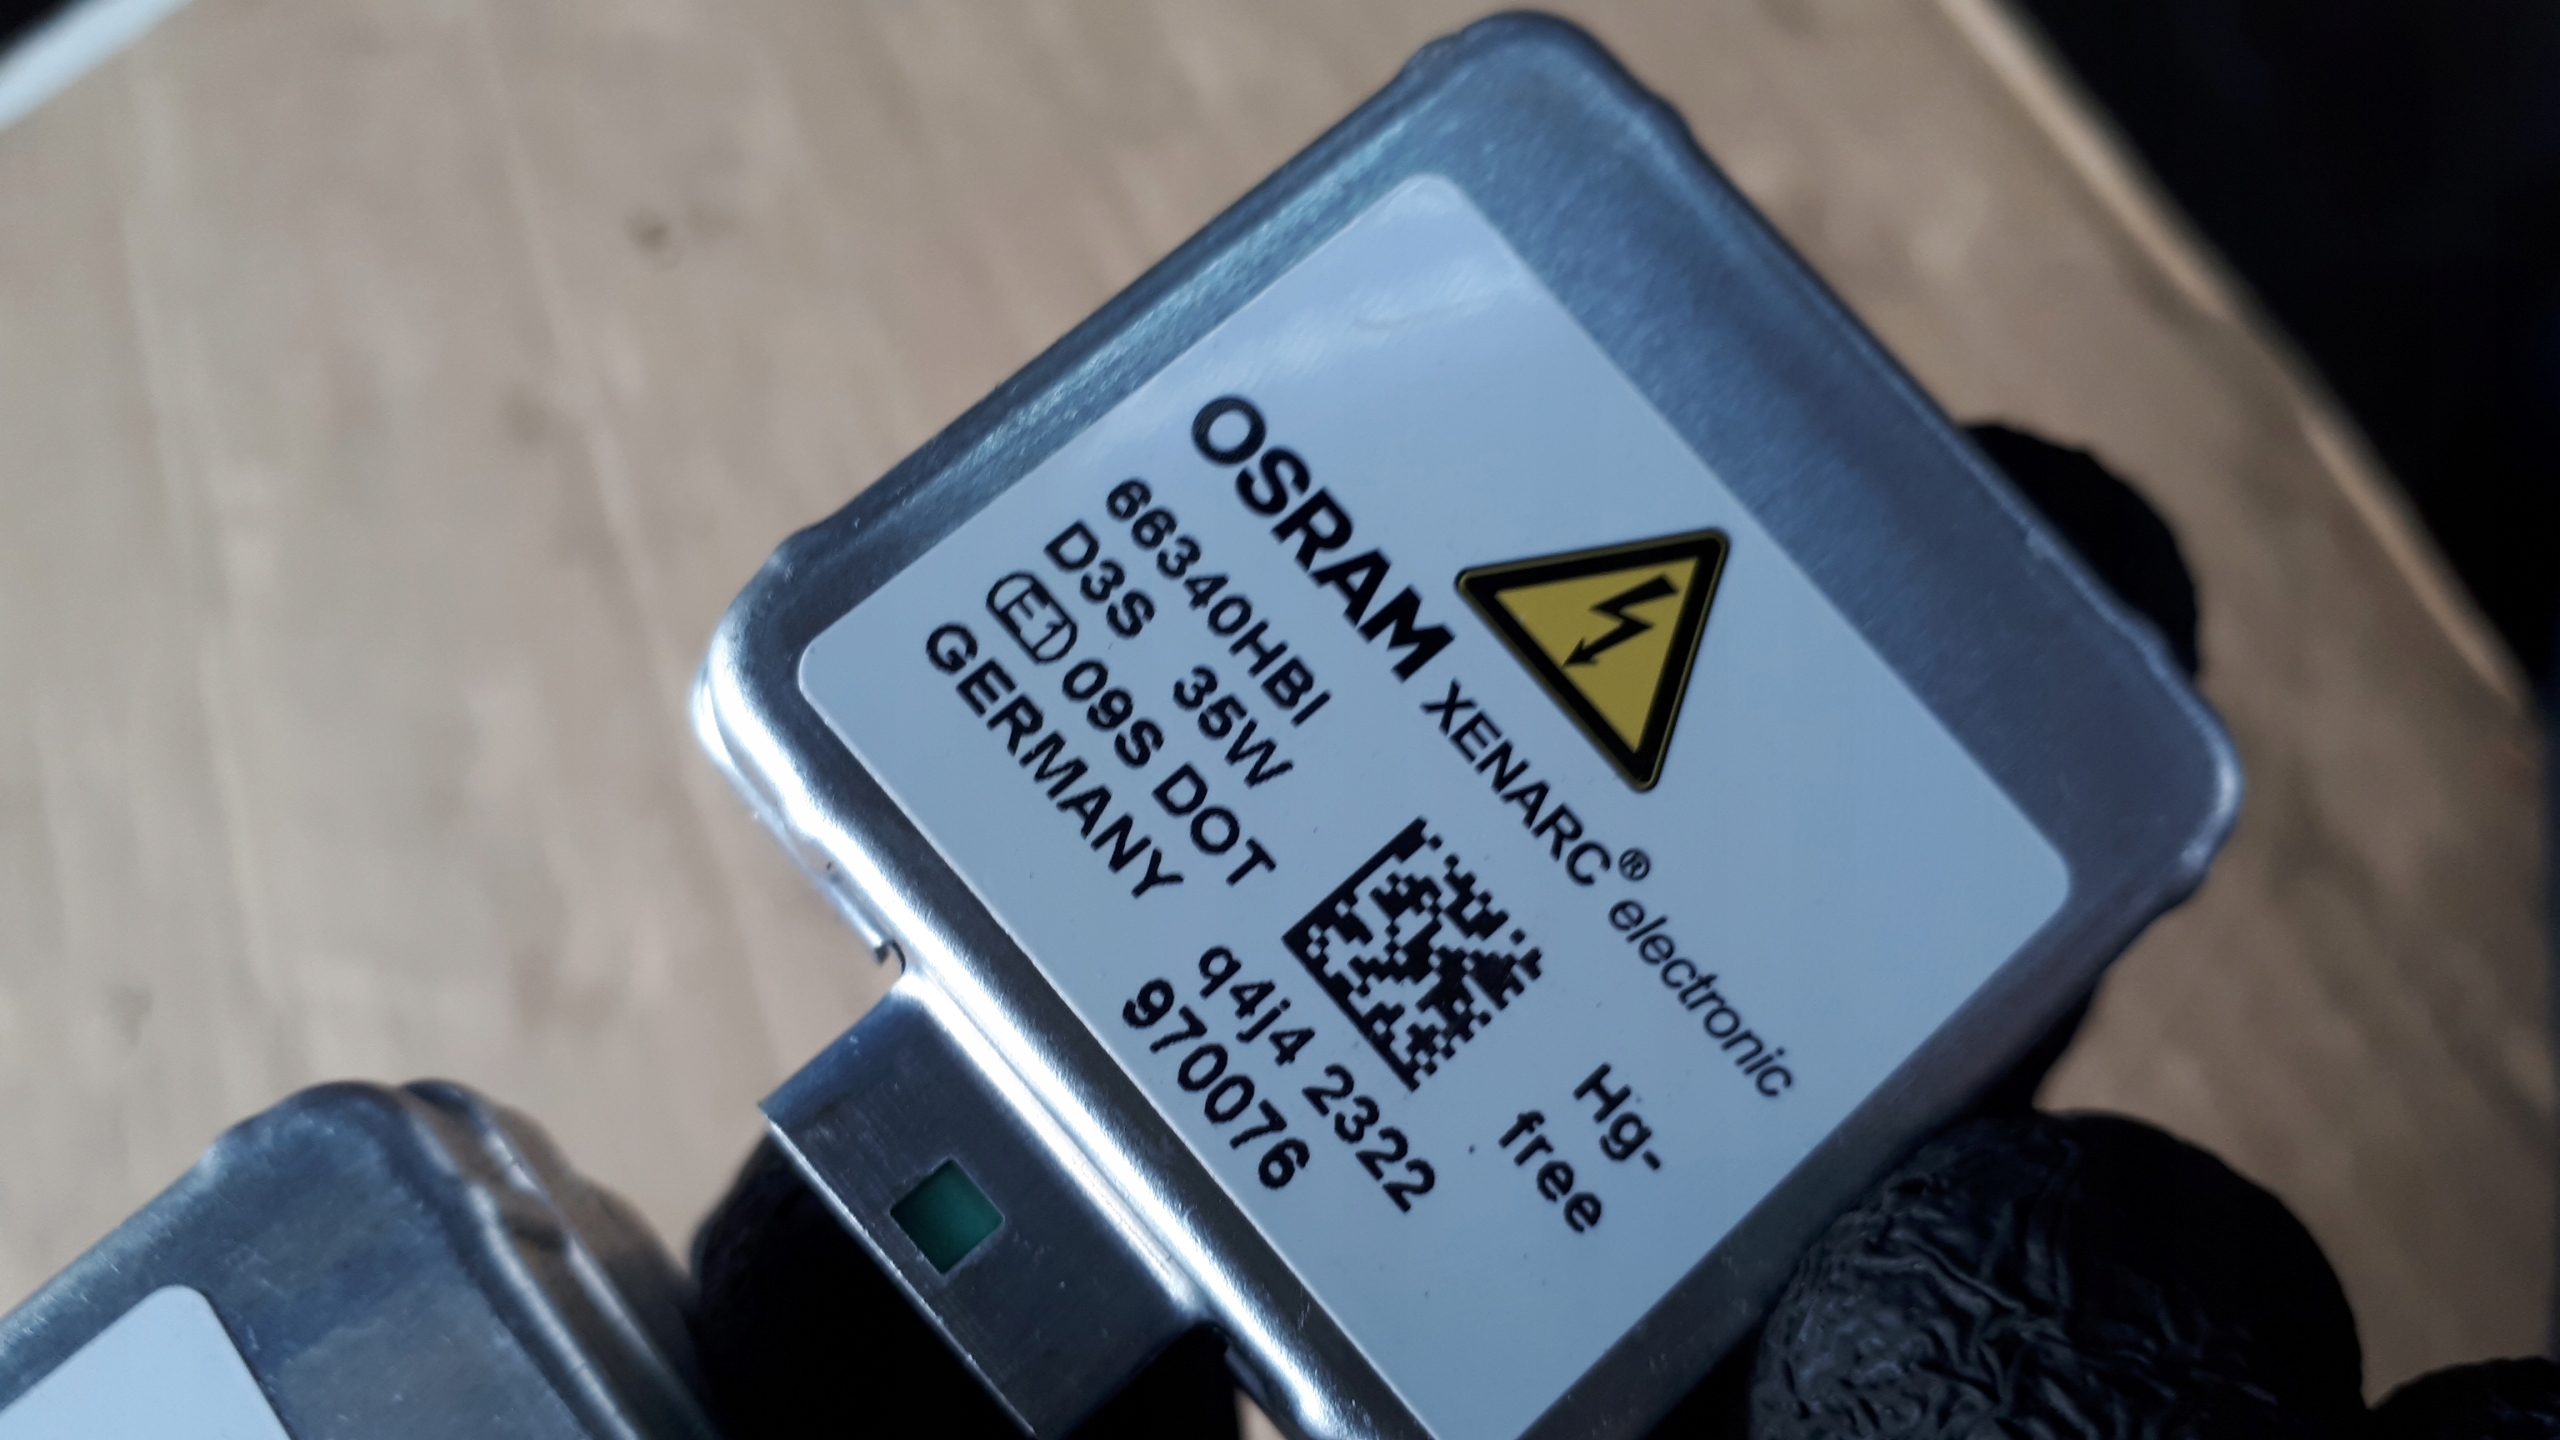 OSRAM XENARC® electronic
66340HBI
D3S 35W
E1 09S DOT
GERMANY
Hg-
free
q4j4 2322
970076